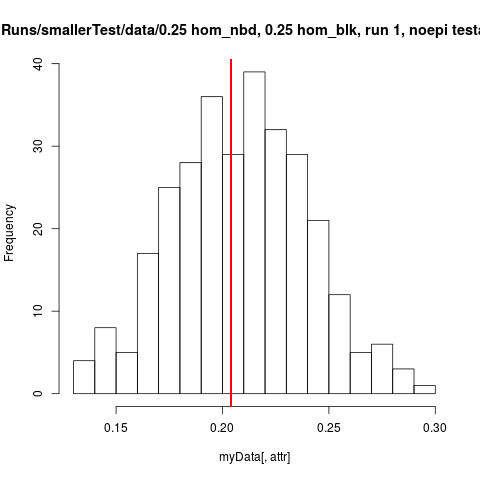 Runs/smallerTest/data/0.25 hom_nbd, 0.25 hom_blk, run 1, noepi testa
Frequency
40
30
20
10
0
0.15 0.20 0.25 0.30
myData[, attr]